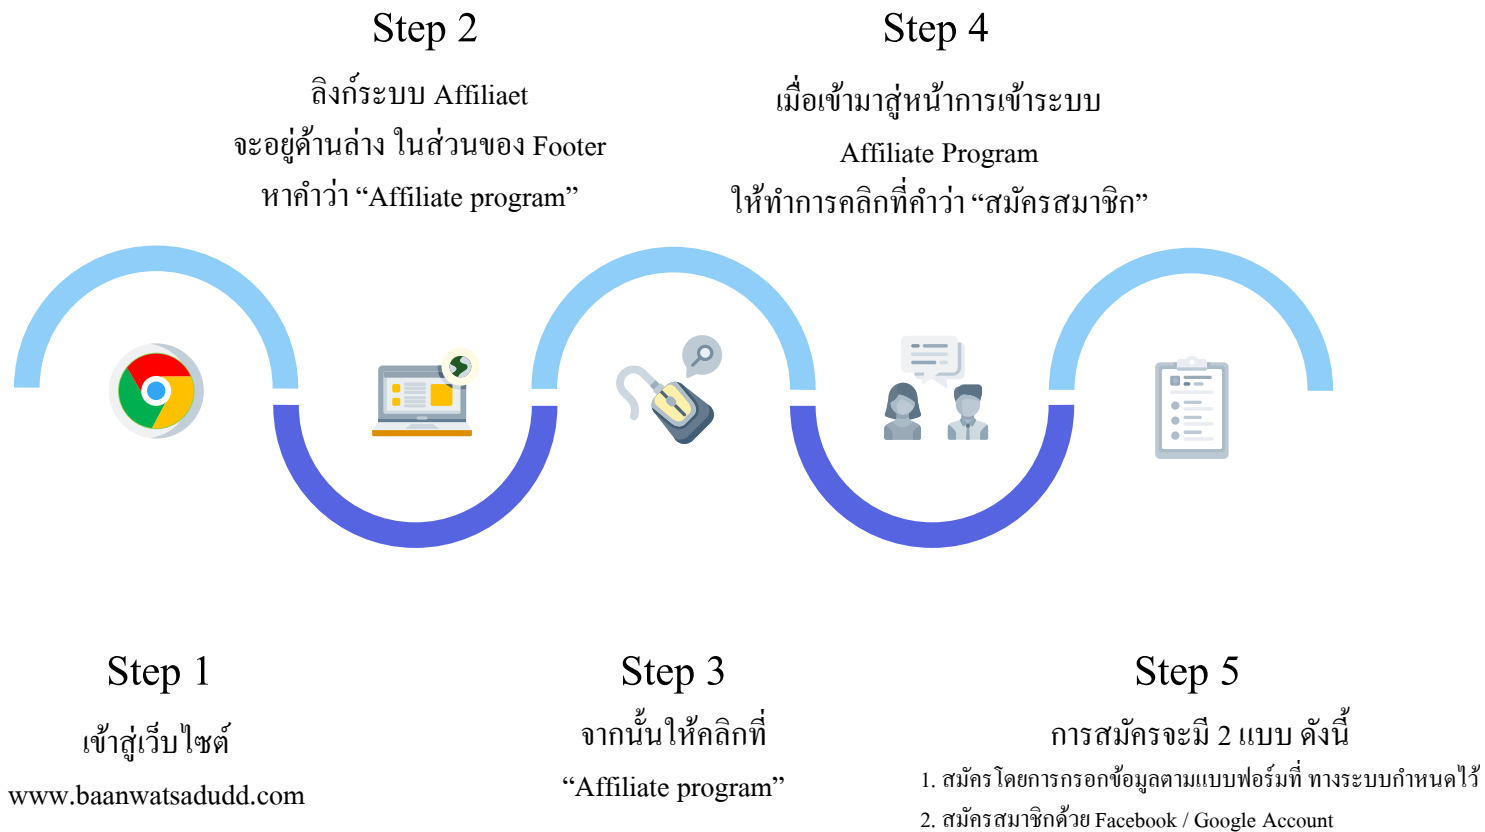 Step 2
ลิงก์ระบบ Affiliaet
จะอยู่ด้านล่าง ในส่วนของ Footer
หาคำว่า “Affiliate program”
Step 4
เมื่อเข้ามาสู่หน้าการเข้าระบบ
Affiliate Program
ให้ทำการคลิกที่คำว่า “สมัครสมาชิก”
Step 1
เข้าสู่เว็บไซต์
www.baanwatsadudd.com
Step 3
จากนั้นให้คลิกที่
“Affiliate program”
Step 5
การสมัครจะมี 2 แบบ ดังนี้
1. สมัครโดยการกรอกข้อมูลตามแบบฟอร์มที่ ทางระบบกำหนดไว้
2. สมัครสมาชิกด้วย Facebook / Google Account